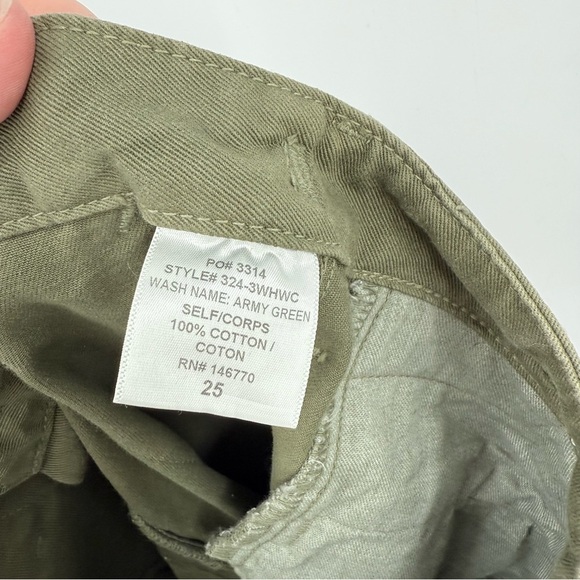 PO# 3314
STYLE# 324-3WHWC
WASH NAME: ARMY GREEN
SELF/CORPS
100% COTTON /
COTON
RN# 146770
25